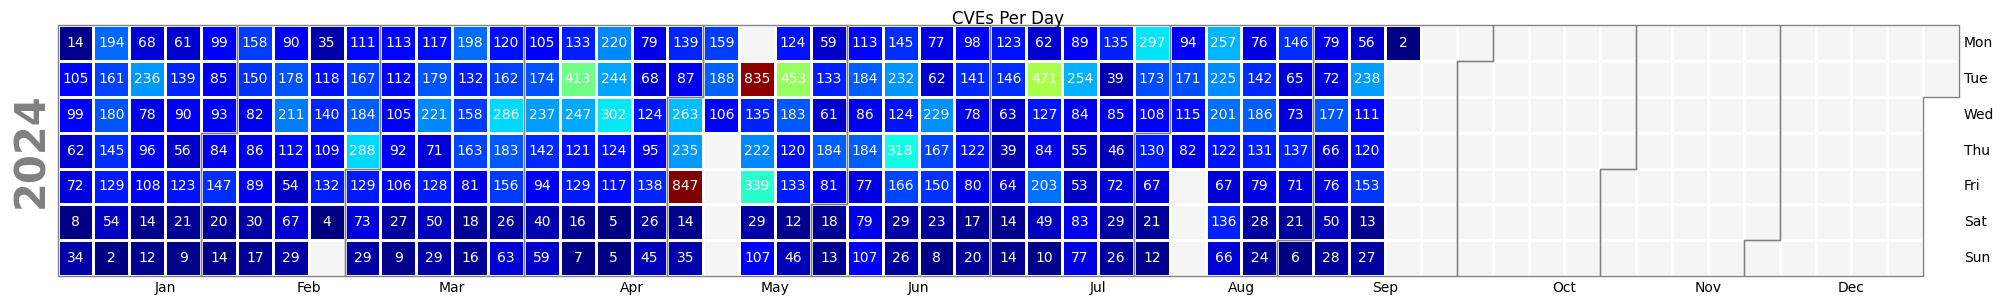 CVEs Per Day
14 194 68 61 99 158 90 35 111 113 117 198 120 105 133 220 79 139 159 124 59 113 145 77 98 123 62 89 135 297 94 257 76 146 79 56 2 Mon
105 161 236 139 85 150 178 118 167 112 179 132 162 174 413 244 68 87 188 835 453 133 184 232 62 141 146 471 254 39 173 171 225 142 65 72 238 Tue
99 180 78 90 93 82 211 140 184 105 221 158 286 237 247 302 124 263 106 135 183 61 86 124 229 78 63 127 84 85 108 115 201 186 73 177 111 Wed
2024
62 145 96 56 84 86 112 109 288 92 71 163 183 142 121 124 95 235 222 120 184 184 318 167 122 39 84 55 46 130 82 122 131 137 66 120 Thu
72 129 108 123 147 89 54 132 129 106 128 81 156 94 129 117 138 847 339 133 81 77 166 150 80 64 203 53 72 67 67 79 71 76 153 Fri
8 54 14 21 20 30 67 4 73 27 50 18 26 40 16 5 26 14 29 12 18 79 29 23 17 14 49 83 29 21 136 28 21 50 13 Sat
34 2 12 9 14 17 29 29 9 29 16 63 59 7 5 45 35 107 46 13 107 26 8 20 14 10 77 26 12 66 24 6 28 27 Sun
Jan Feb Mar Apr May Jun Jul Aug Sep Oct Nov Dec